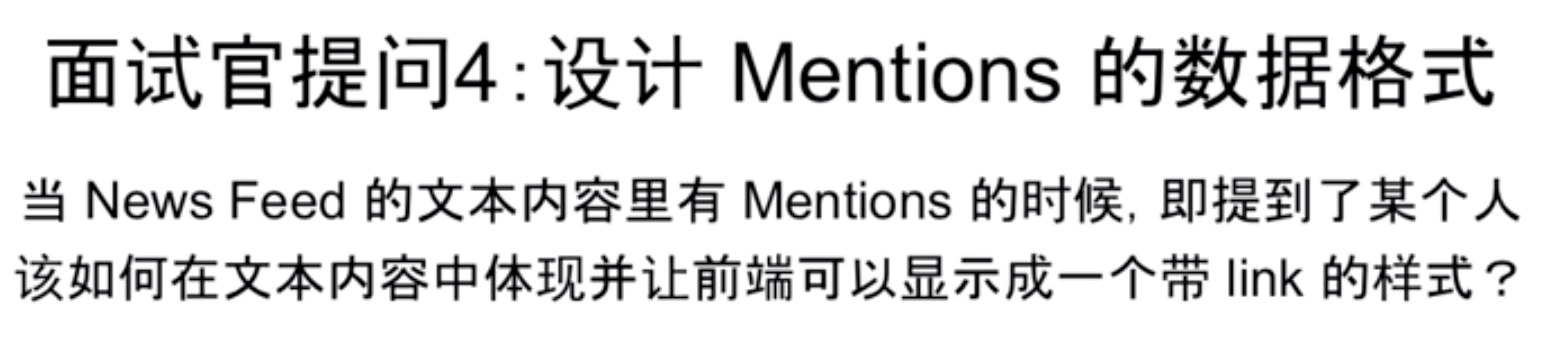 面试官提问4:设计 Mentions 的数据格式
当 News Feed 的文本内容里有 Mentions 的时候, 即提到了某个人
该如何在文本内容中体现并让前端可以显示成一个带 link 的样式?